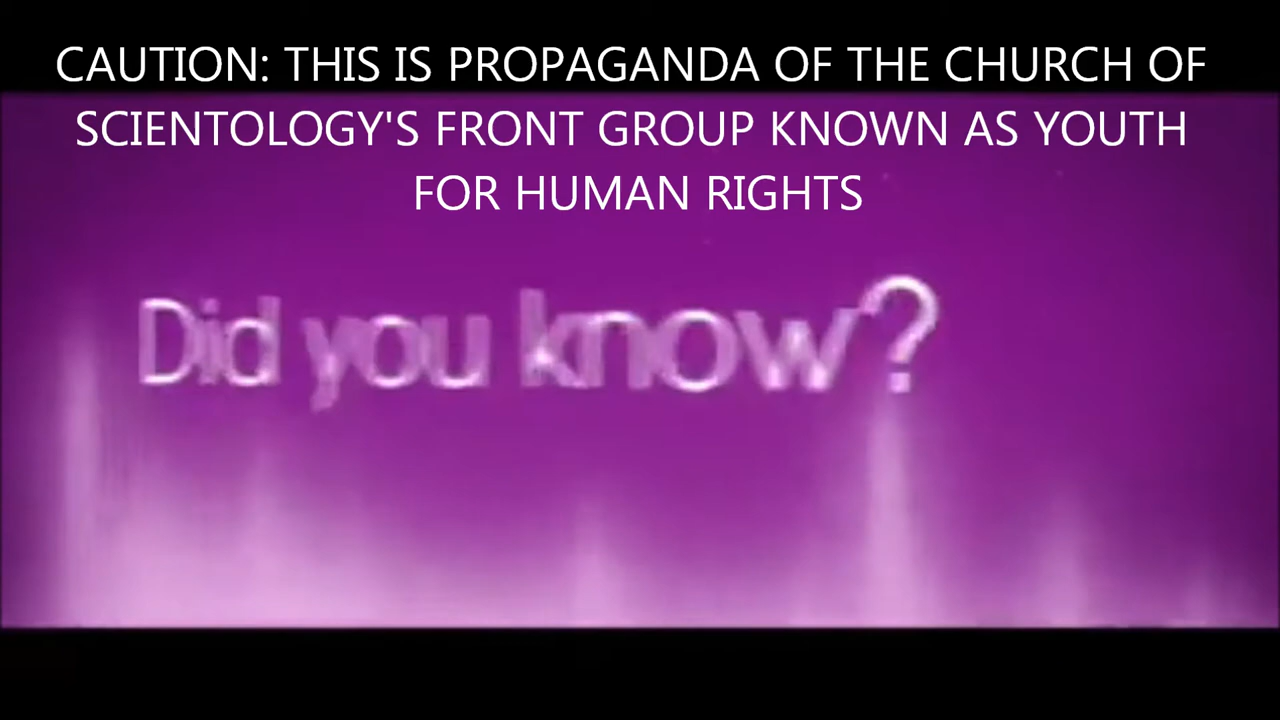 CAUTION: THIS IS PROPAGANDA OF THE CHURCH OF
SCIENTOLOGY'S FRONT GROUP KNOWN AS YOUTH
FOR HUMAN RIGHTS
Did you know?